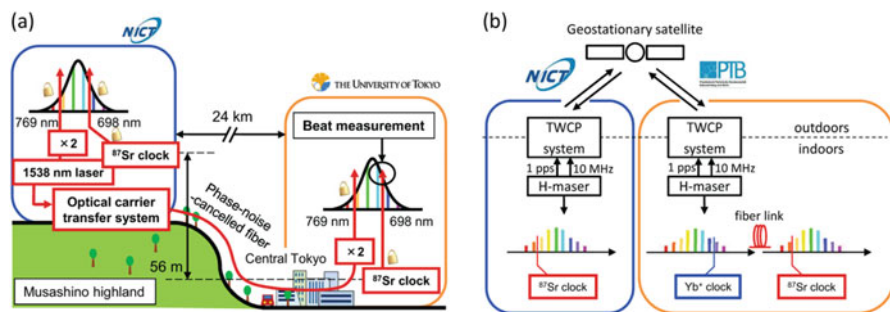 (a)
NICT
THE UNIVERSITY OF TOKYO
24 km
769 nm
698 nm
× 2
⁸⁷Sr clock
1538 nm laser
Optical carrier
transfer system
Phase-noise
-cancelled fiber
56 m
Musashino highland
Beat measurement
769 nm
698 nm
Central Tokyo
× 2
⁸⁷Sr clock
(b)
Geostationary satellite
NICT
PTB
TWCP
system
TWCP
system
outdoors
indoors
1 pps
10 MHz
1 pps
10 MHz
H-maser
H-maser
fiber link
⁸⁷Sr clock
Yb⁺ clock
⁸⁷Sr clock